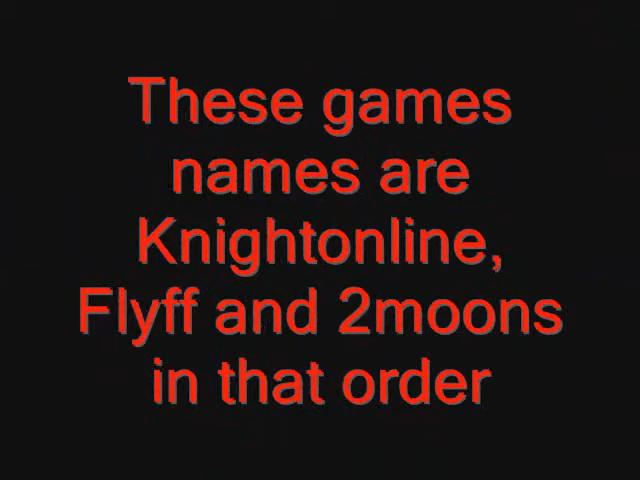 These games
names are
Knightonline,
Flyff and 2moons
in that order